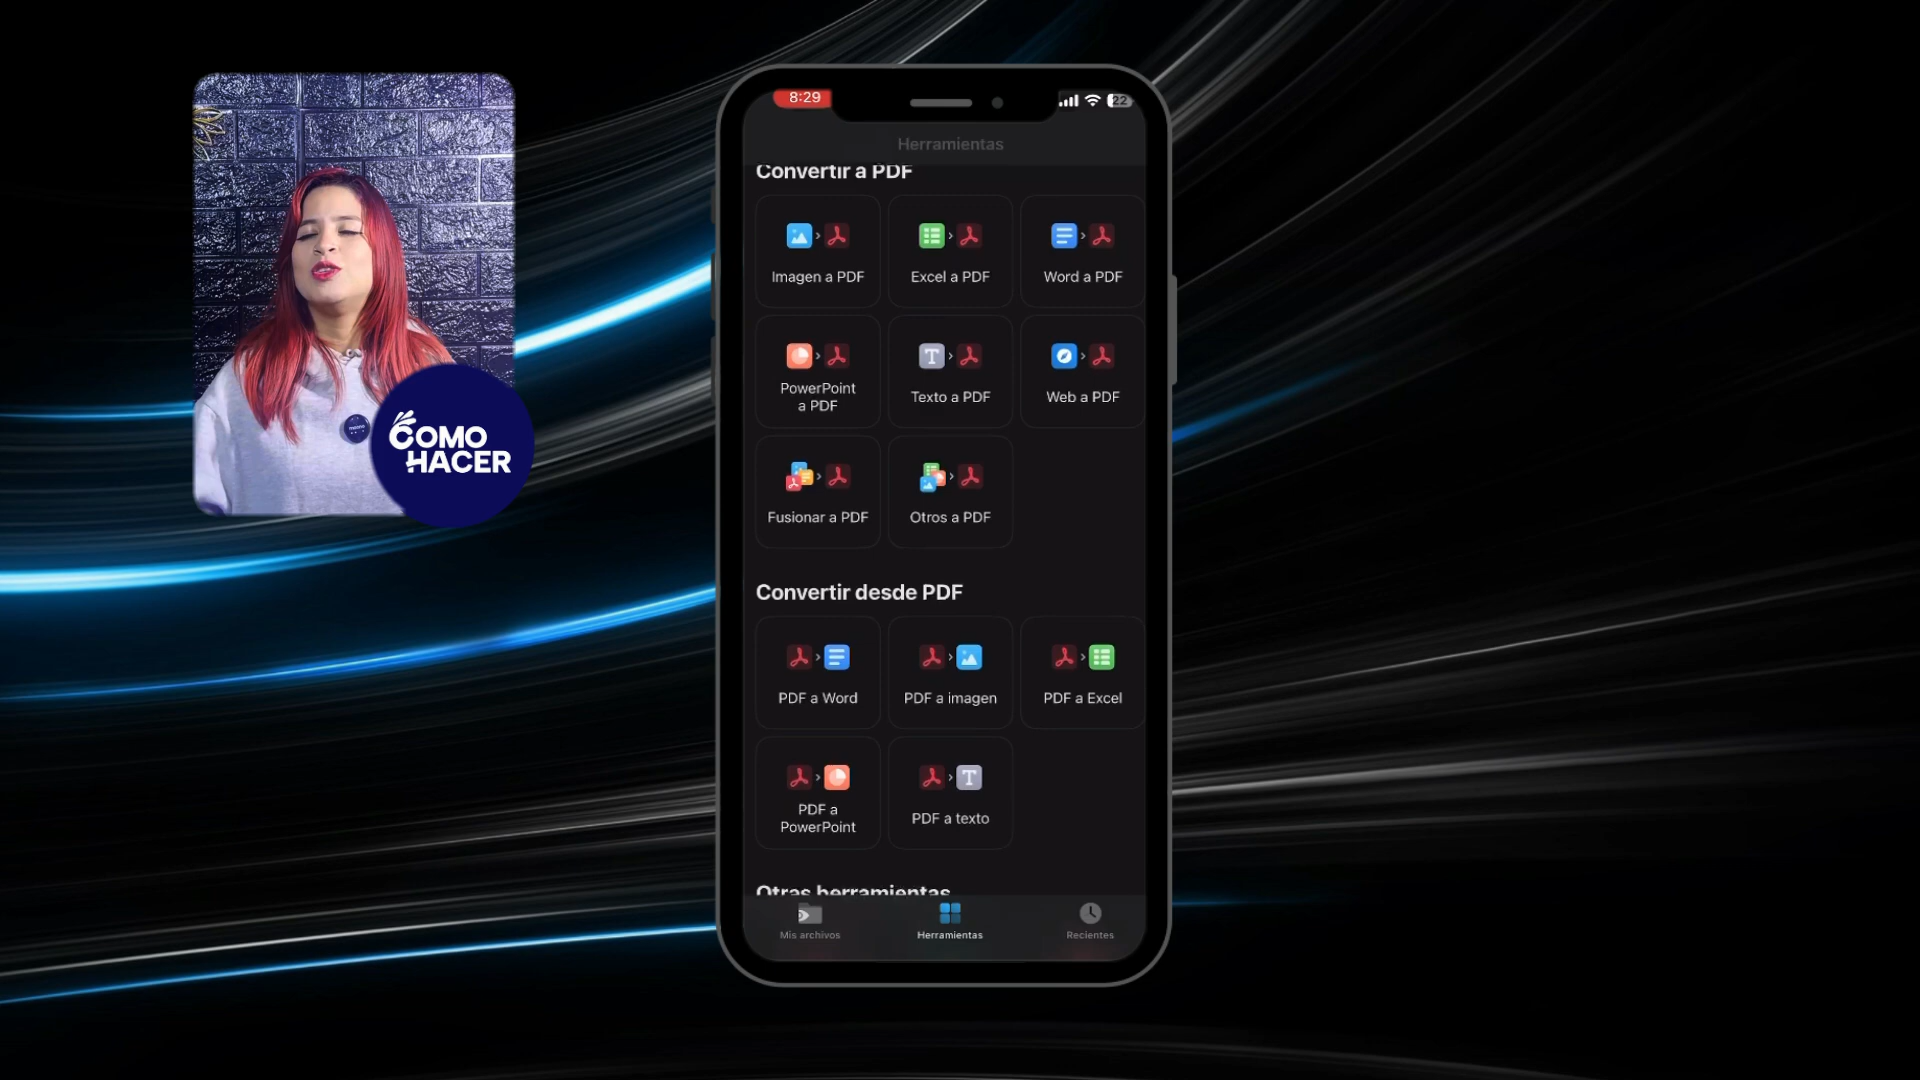 COMO
HACER
8:29
22
Herramientas
Convertir a PDF
Imagen a PDF
Excel a PDF
Word a PDF
PowerPoint
a PDF
Texto a PDF
Web a PDF
Fusionar a PDF
Otros a PDF
Convertir desde PDF
PDF a Word
PDF a imagen
PDF a Excel
PDF a
PowerPoint
PDF a texto
Otras herramientas
Mis archivos
Herramientas
Recientes